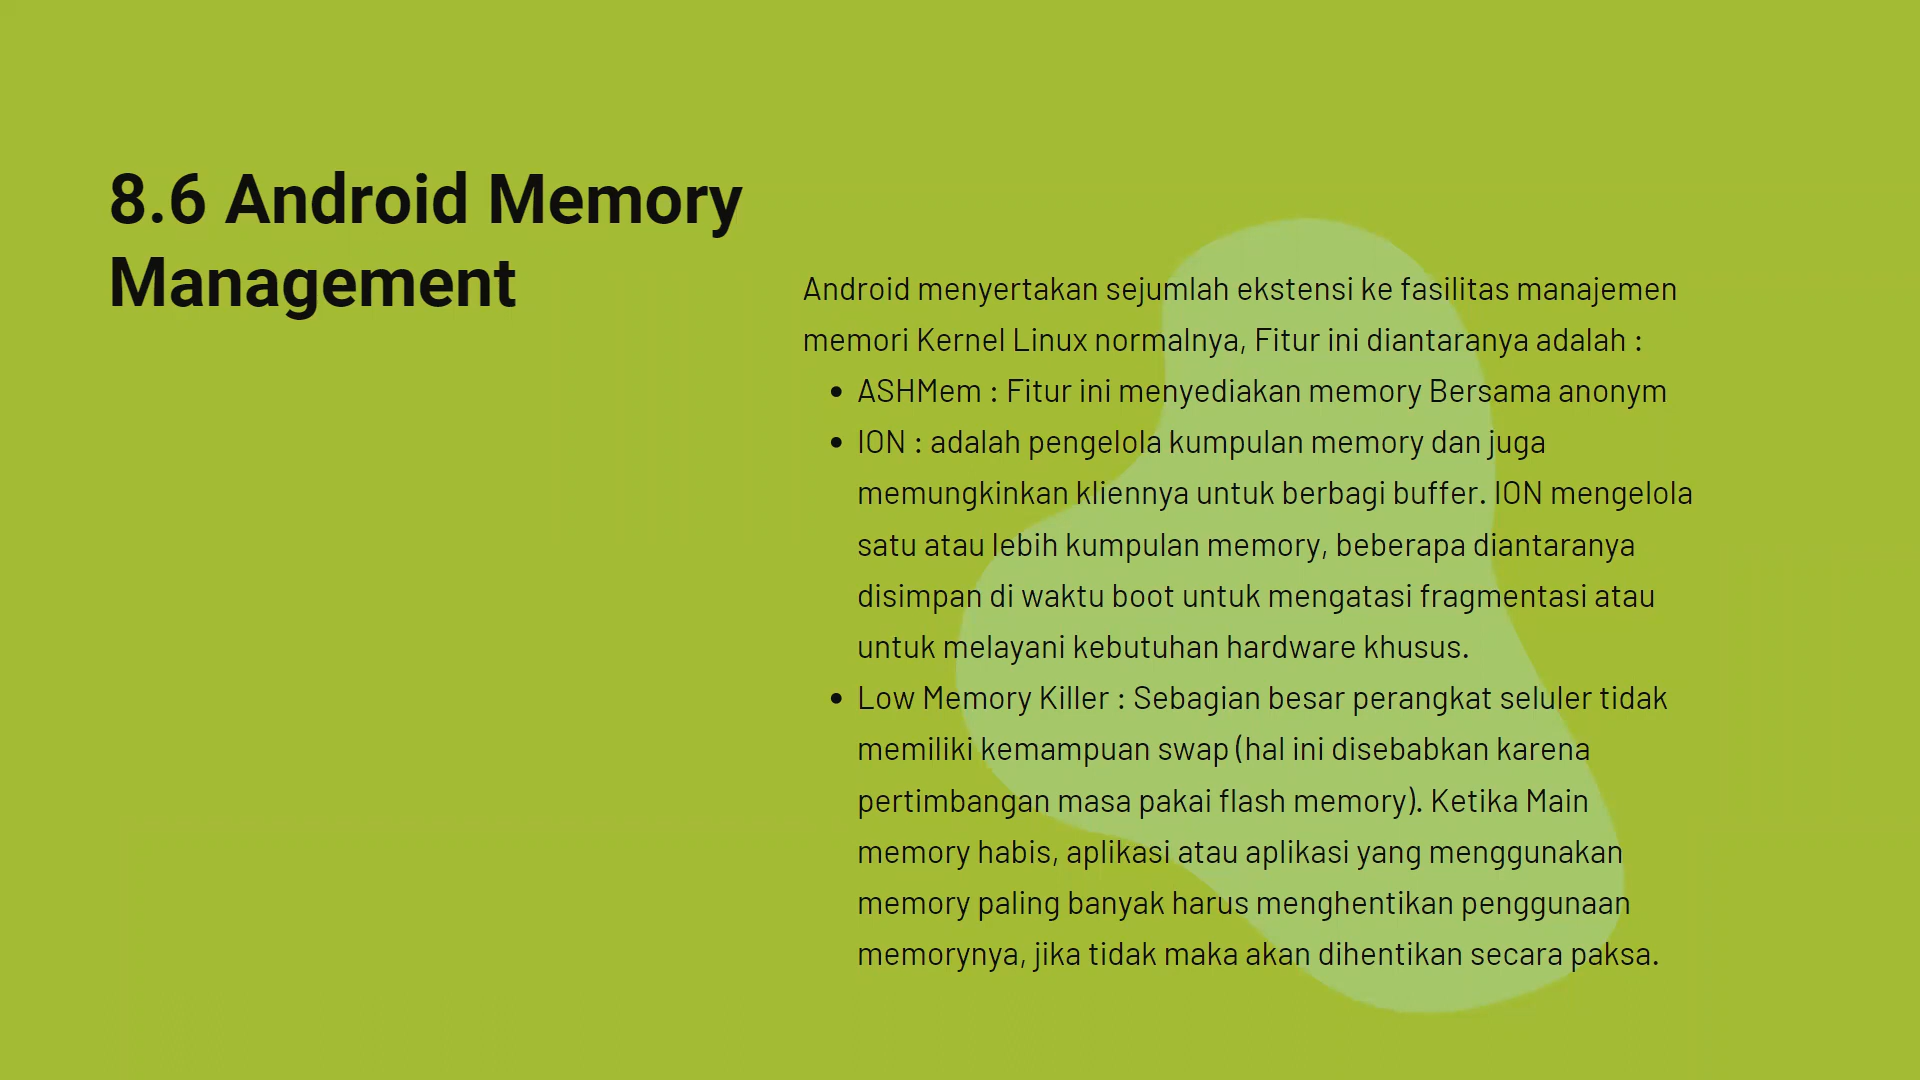 8.6 Android Memory
Management
Android menyertakan sejumlah ekstensi ke fasilitas manajemen
memori Kernel Linux normalnya, Fitur ini diantaranya adalah :
• ASHMem : Fitur ini menyediakan memory Bersama anonym
• ION : adalah pengelola kumpulan memory dan juga
memungkinkan kliennya untuk berbagi buffer. ION mengelola
satu atau lebih kumpulan memory, beberapa diantaranya
disimpan di waktu boot untuk mengatasi fragmentasi atau
untuk melayani kebutuhan hardware khusus.
• Low Memory Killer : Sebagian besar perangkat seluler tidak
memiliki kemampuan swap (hal ini disebabkan karena
pertimbangan masa pakai flash memory). Ketika Main
memory habis, aplikasi atau aplikasi yang menggunakan
memory paling banyak harus menghentikan penggunaan
memorynya, jika tidak maka akan dihentikan secara paksa.